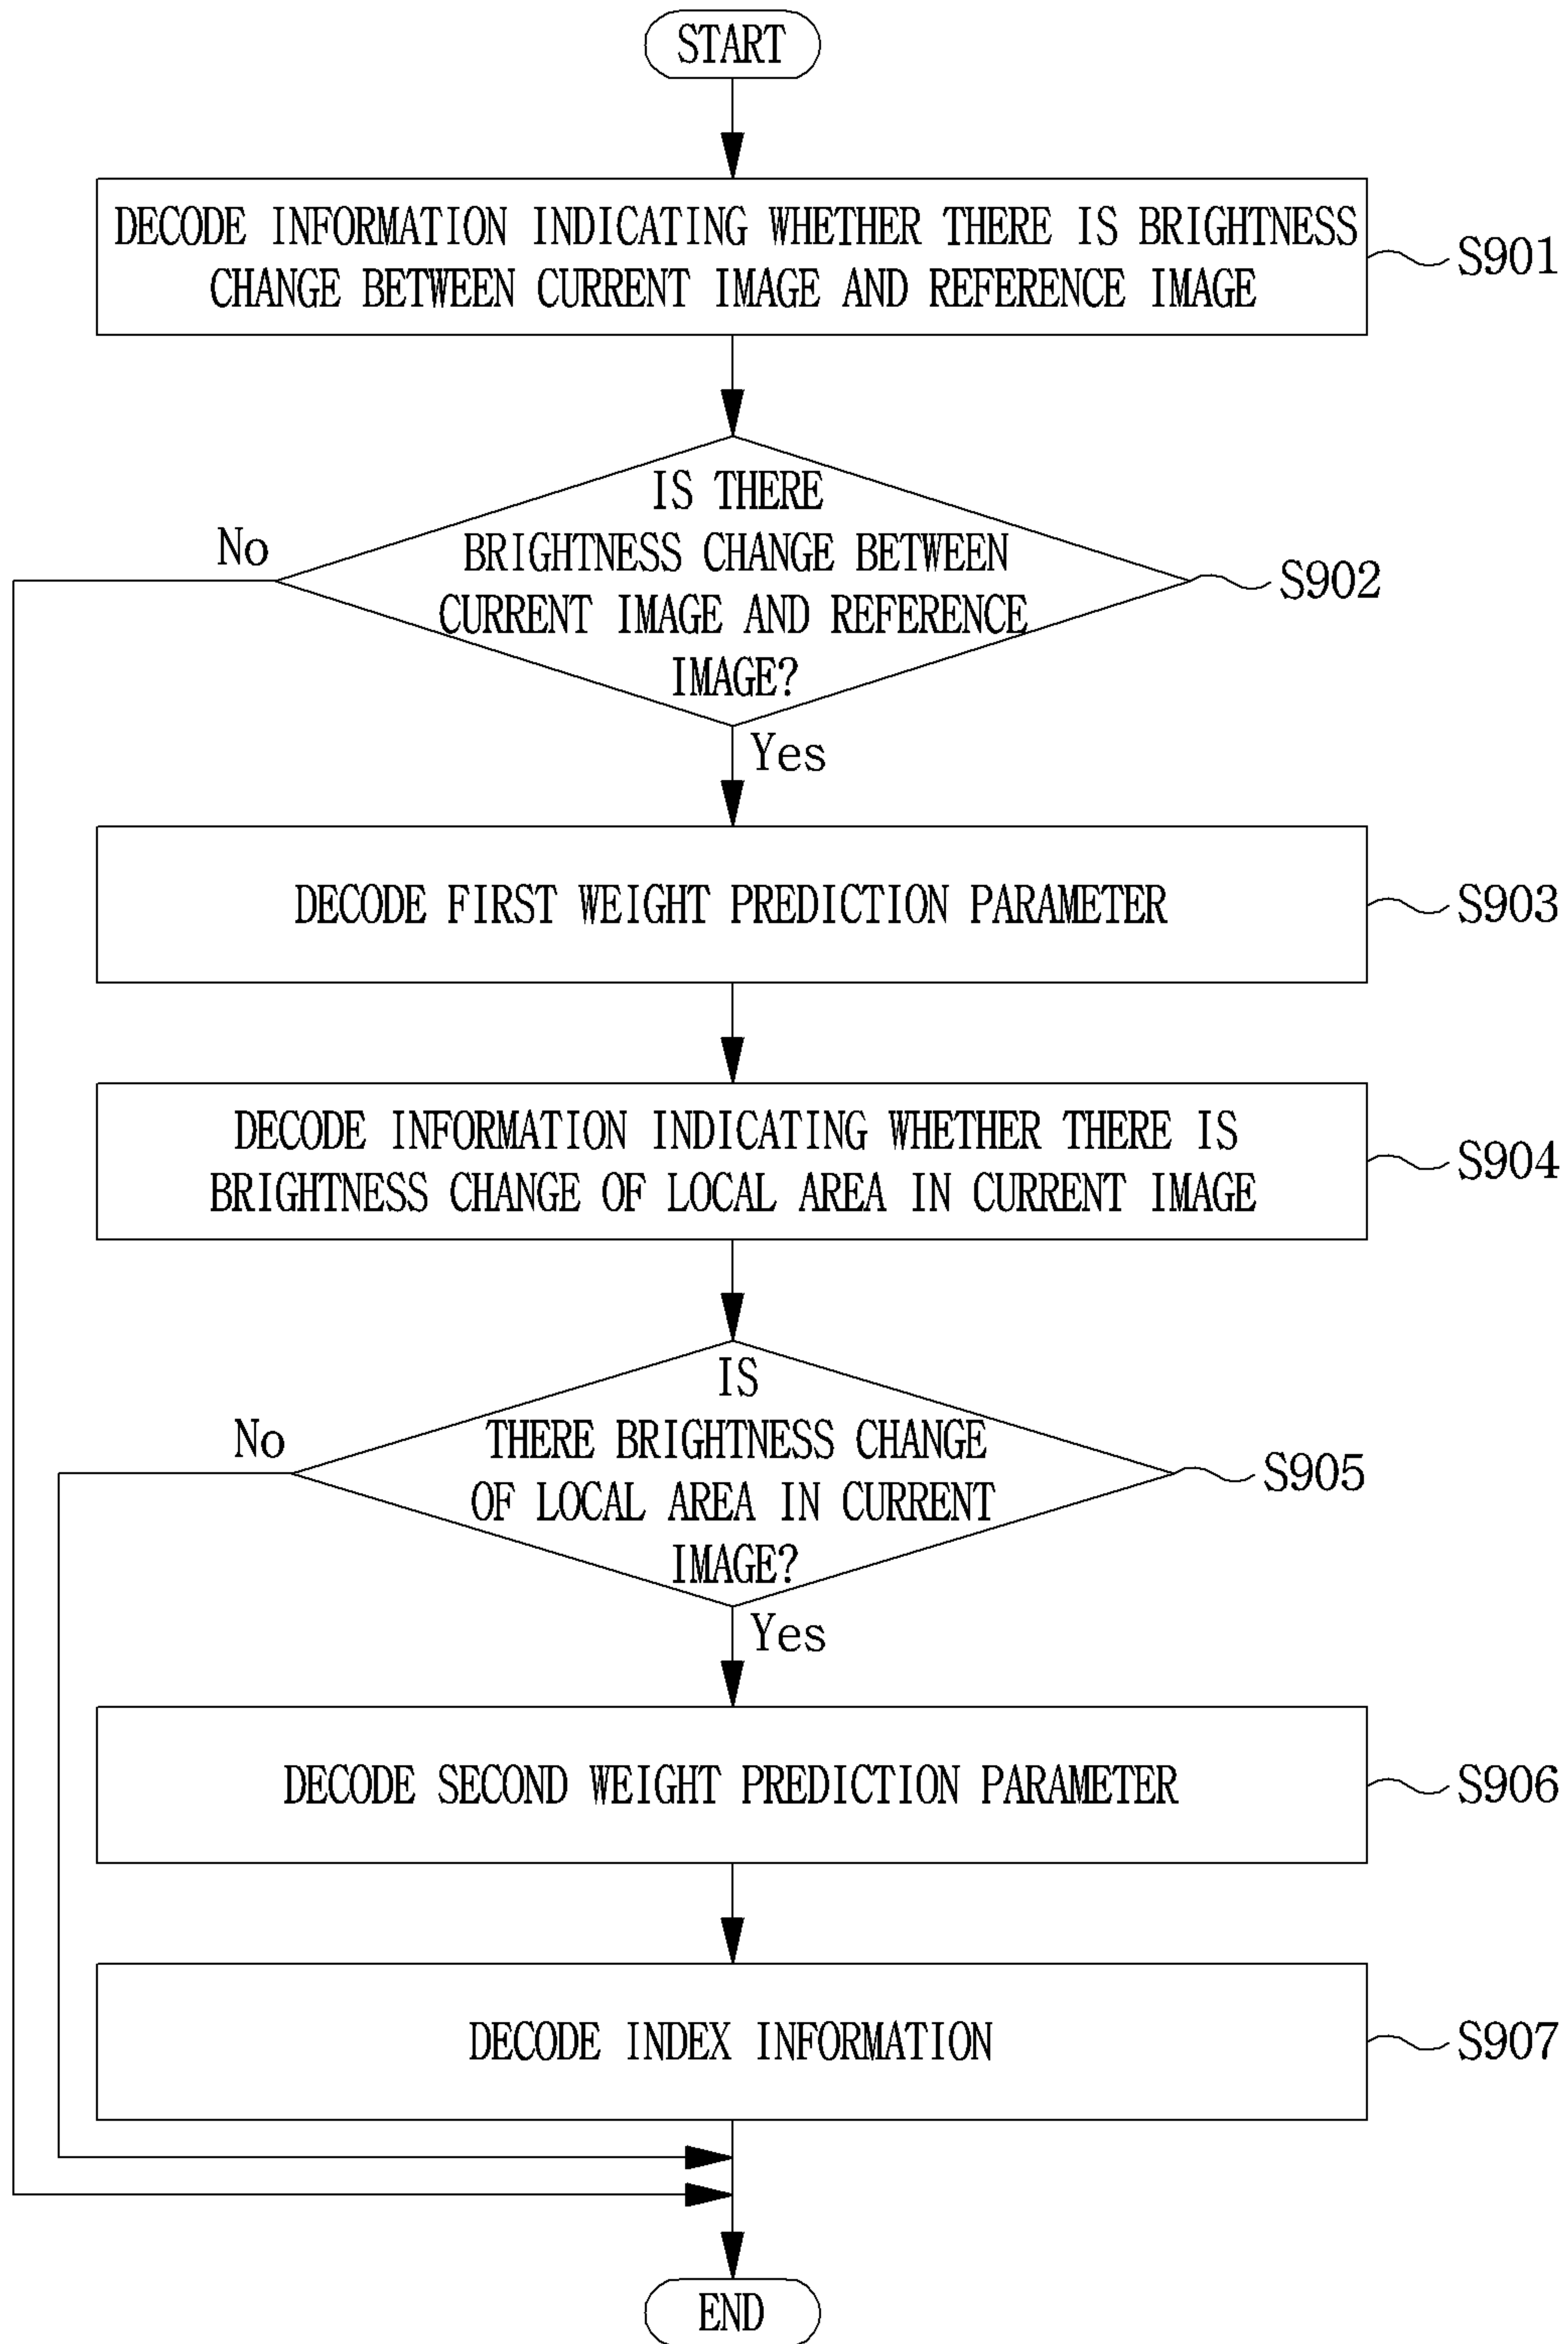 START
DECODE INFORMATION INDICATING WHETHER THERE IS BRIGHTNESS
CHANGE BETWEEN CURRENT IMAGE AND REFERENCE IMAGE
S901
IS THERE
BRIGHTNESS CHANGE BETWEEN
CURRENT IMAGE AND REFERENCE
IMAGE?
No
S902
Yes
DECODE FIRST WEIGHT PREDICTION PARAMETER
S903
DECODE INFORMATION INDICATING WHETHER THERE IS
BRIGHTNESS CHANGE OF LOCAL AREA IN CURRENT IMAGE
S904
IS
THERE BRIGHTNESS CHANGE
OF LOCAL AREA IN CURRENT
IMAGE?
No
S905
Yes
DECODE SECOND WEIGHT PREDICTION PARAMETER
S906
DECODE INDEX INFORMATION
S907
END